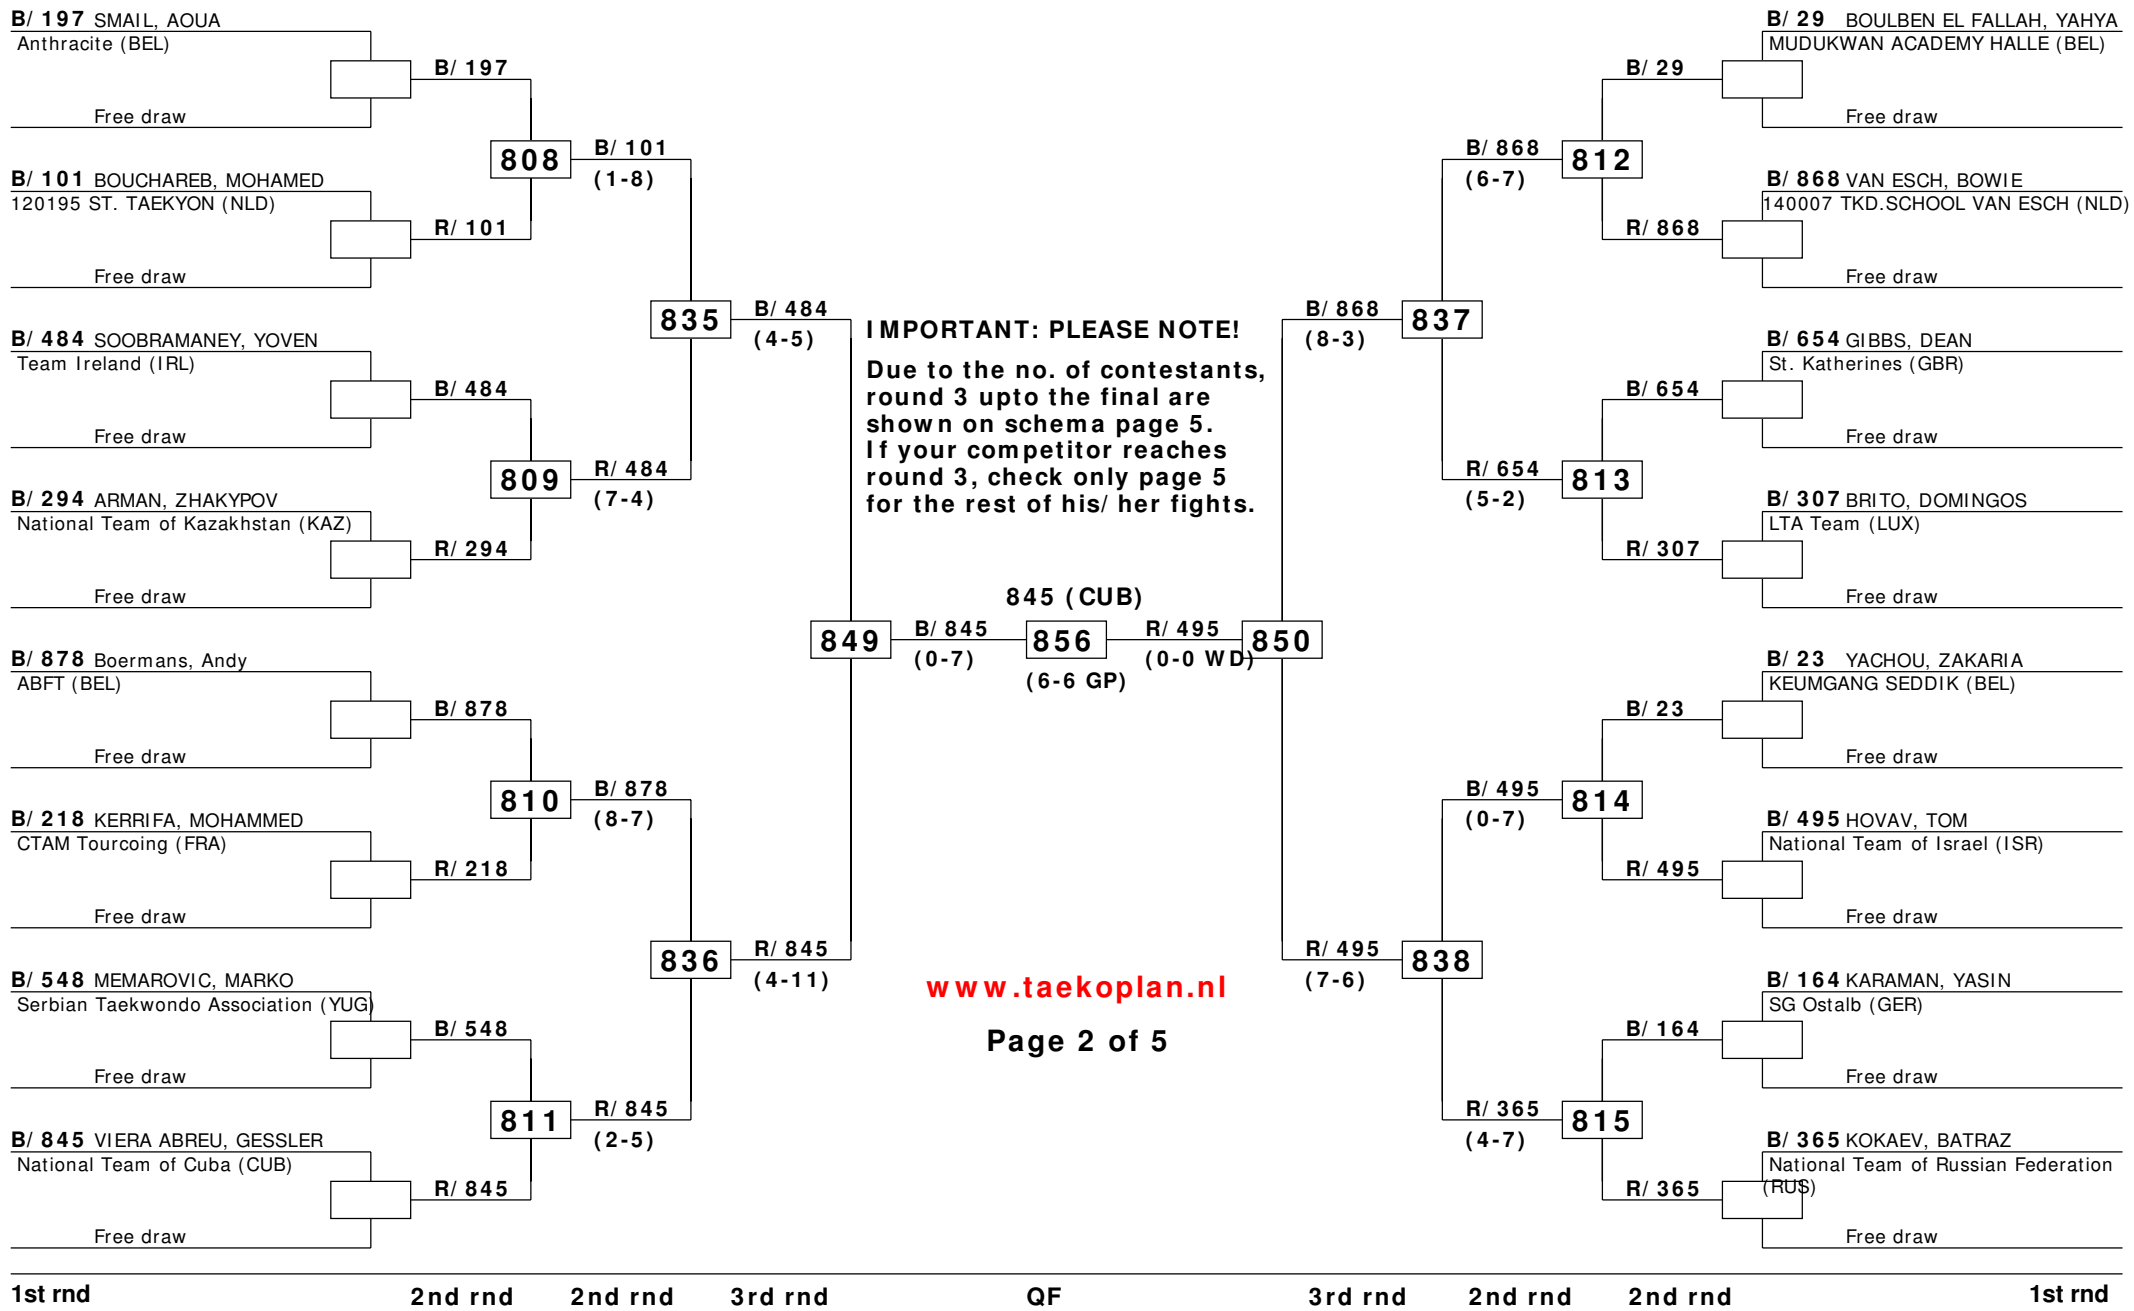 B/ 197 SMAIL, AOUA
Anthracite (BEL)
Free draw
B/ 101 BOUCHAREB, MOHAMED
120195 ST. TAEKYON (NLD)
Free draw
B/ 484 SOOBRAMANEY, YOVEN
Team Ireland (IRL)
Free draw
B/ 294 ARMAN, ZHAKYPOV
National Team of Kazakhstan (KAZ)
Free draw
B/ 878 Boermans, Andy
ABFT (BEL)
Free draw
B/ 218 KERRIFA, MOHAMMED
CTAM Tourcoing (FRA)
Free draw
B/ 548 MEMAROVIC, MARKO
Serbian Taekwondo Association (YUG)
Free draw
B/ 845 VIERA ABREU, GESSLER
National Team of Cuba (CUB)
Free draw
B/ 197
R/ 101
B/ 484
R/ 294
B/ 878
R/ 218
B/ 548
R/ 845
808
809
810
811
B/ 101
(1-8)
R/ 484
(7-4)
B/ 878
(8-7)
R/ 845
(2-5)
835
836
B/ 484
(4-5)
R/ 845
(4-11)
849
B/ 845
(0-7)
IMPORTANT: PLEASE NOTE!
Due to the no. of contestants,
round 3 upto the final are
shown on schema page 5.
If your competitor reaches
round 3, check only page 5
for the rest of his/ her fights.
845 (CUB)
856
(6-6 GP)
www.taekoplan.nl
Page 2 of 5
R/ 495
(0-0 WD)
850
B/ 868
(8-3)
R/ 495
(7-6)
837
838
B/ 868
(6-7)
R/ 654
(5-2)
B/ 495
(0-7)
R/ 365
(4-7)
812
813
814
815
B/ 29
R/ 868
B/ 654
R/ 307
B/ 23
R/ 495
B/ 164
R/ 365
B/ 29 BOULBEN EL FALLAH, YAHYA
MUDUKWAN ACADEMY HALLE (BEL)
Free draw
B/ 868 VAN ESCH, BOWIE
140007 TKD.SCHOOL VAN ESCH (NLD)
Free draw
B/ 654 GIBBS, DEAN
St. Katherines (GBR)
Free draw
B/ 307 BRITO, DOMINGOS
LTA Team (LUX)
Free draw
B/ 23 YACHOU, ZAKARIA
KEUMGANG SEDDIK (BEL)
Free draw
B/ 495 HOVAV, TOM
National Team of Israel (ISR)
Free draw
B/ 164 KARAMAN, YASIN
SG Ostalb (GER)
Free draw
B/ 365 KOKAEV, BATRAZ
National Team of Russian Federation
(RUS)
Free draw
1st rnd 2nd rnd 2nd rnd 3rd rnd QF 3rd rnd 2nd rnd 2nd rnd 1st rnd